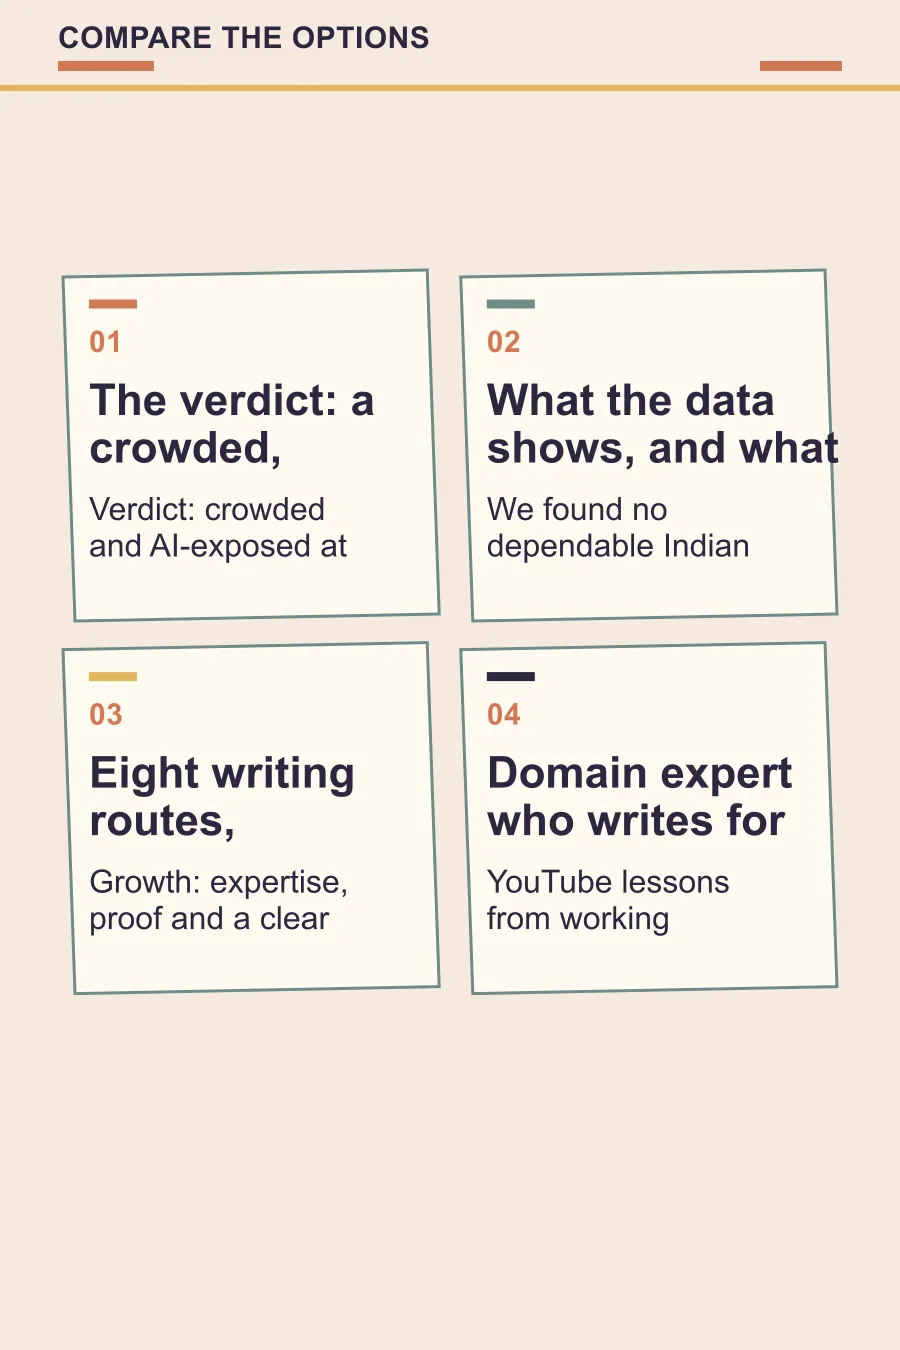 COMPARE THE OPTIONS
01
The verdict: a
crowded,
Verdict: crowded
and AI-exposed at
02
What the data
shows, and what
We found no
dependable Indian
03
Eight writing
routes,
Growth: expertise,
proof and a clear
04
Domain expert
who writes for
YouTube lessons
from working